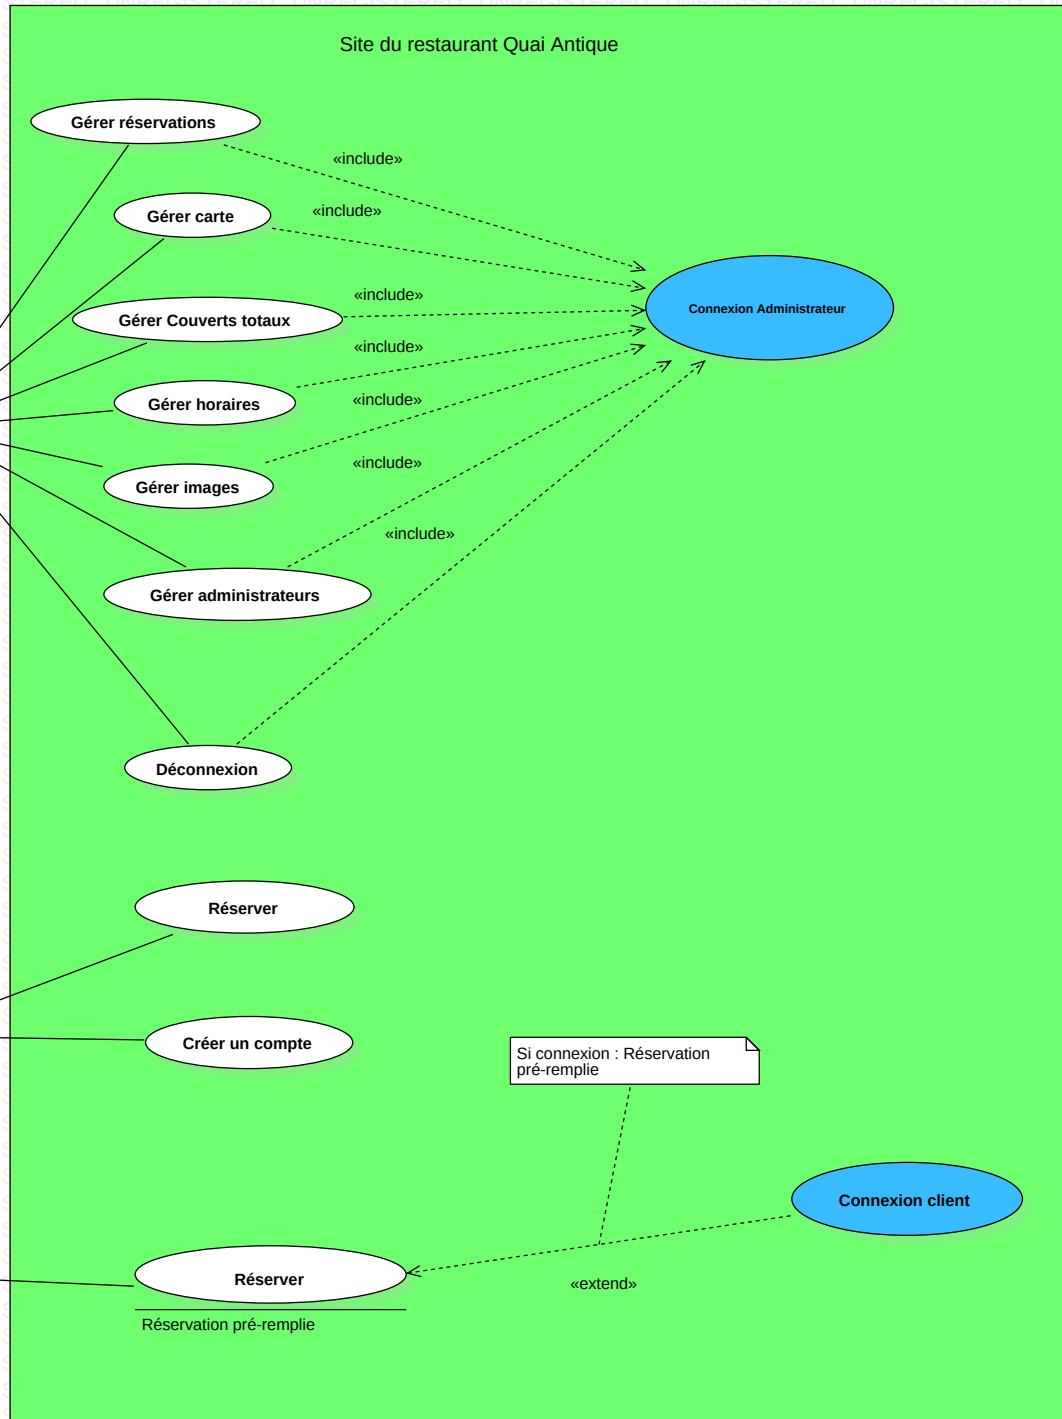 Site du restaurant Quai Antique
Gérer réservations
«include»
Gérer carte
«include»
«include»
Connexion Administrateur
Gérer Couverts totaux
«include»
Gérer horaires
«include»
«include»
Gérer images
«include»
Gérer administrateurs
Déconnexion
Réserver
Créer un compte
Si connexion : Réservation
pré-remplie
Connexion client
Réserver
«extend»
Réservation pré-remplie